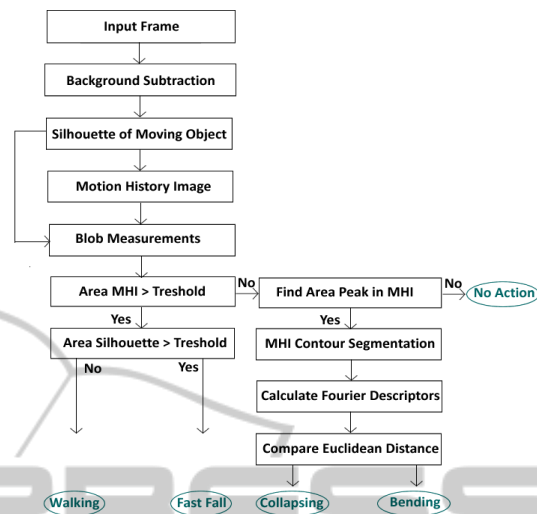 Input Frame
Background Subtraction
Silhouette of Moving Object
Motion History Image
Blob Measurements
Area MHI > Treshold
No
Find Area Peak in MHI
No
No Action
Yes
Yes
Area Silhouette > Treshold
MHI Contour Segmentation
No
Yes
Calculate Fourier Descriptors
Compare Euclidean Distance
Walking
Fast Fall
Collapsing
Bending